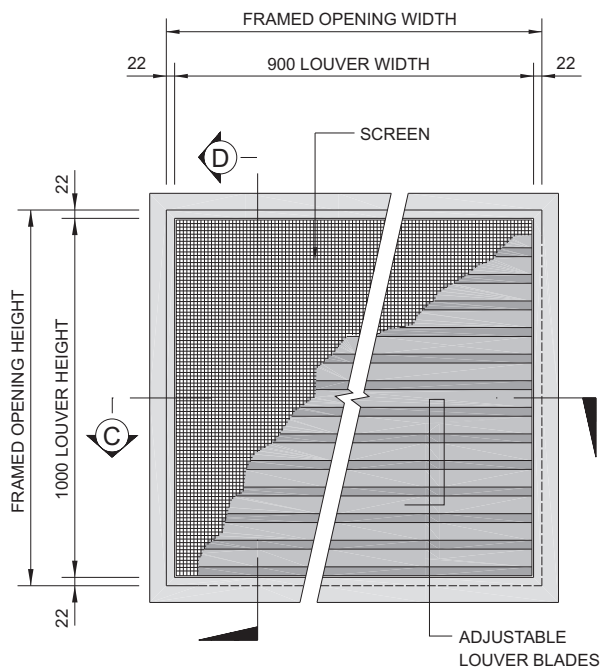 FRAMED OPENING WIDTH
22
900 LOUVER WIDTH
22
D
SCREEN
22
FRAMED OPENING HEIGHT
1000 LOUVER HEIGHT
C
22
ADJUSTABLE
LOUVER BLADES